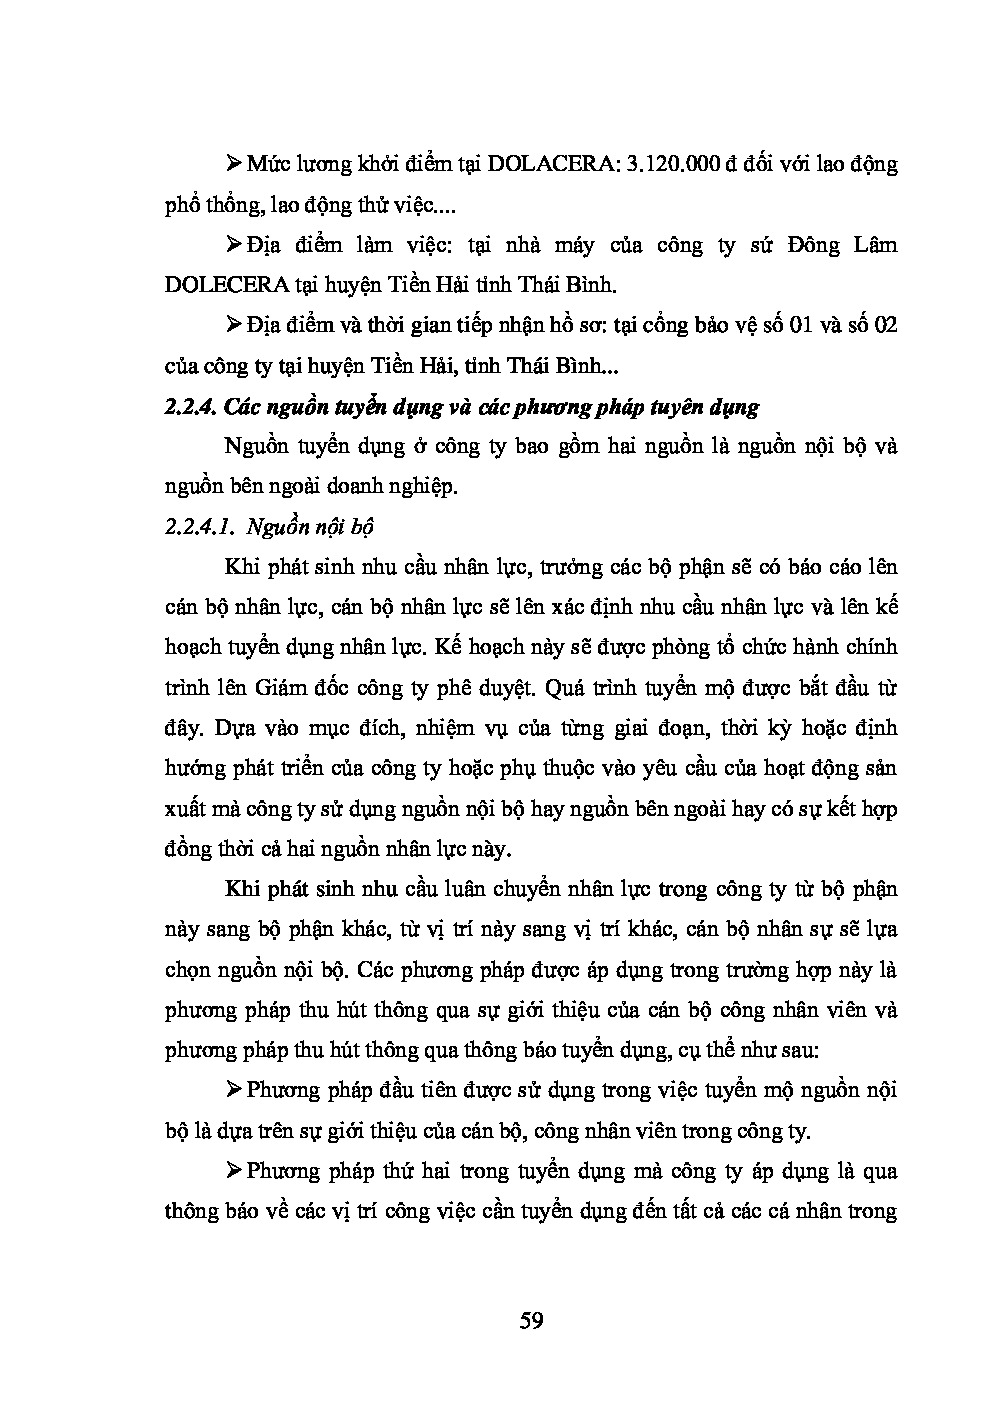 ➢ Mức lương khởi điểm tại DOLACERA: 3.120.000 đ đối với lao động
phổ thổng, lao động thử việc....
➢ Địa điểm làm việc: tại nhà máy của công ty sứ Đông Lâm
DOLECERA tại huyện Tiền Hải tỉnh Thái Bình.
➢ Địa điểm và thời gian tiếp nhận hồ sơ: tại cổng bảo vệ số 01 và số 02
của công ty tại huyện Tiền Hải, tỉnh Thái Bình...
2.2.4. Các nguồn tuyển dụng và các phương pháp tuyên dụng
Nguồn tuyển dụng ở công ty bao gồm hai nguồn là nguồn nội bộ và
nguồn bên ngoài doanh nghiệp.
2.2.4.1. Nguồn nội bộ
Khi phát sinh nhu cầu nhân lực, trưởng các bộ phận sẽ có báo cáo lên
cán bộ nhân lực, cán bộ nhân lực sẽ lên xác định nhu cầu nhân lực và lên kế
hoạch tuyển dụng nhân lực. Kế hoạch này sẽ được phòng tổ chức hành chính
trình lên Giám đốc công ty phê duyệt. Quá trình tuyển mộ được bắt đầu từ
đây. Dựa vào mục đích, nhiệm vụ của từng giai đoạn, thời kỳ hoặc định
hướng phát triển của công ty hoặc phụ thuộc vào yêu cầu của hoạt động sản
xuất mà công ty sử dụng nguồn nội bộ hay nguồn bên ngoài hay có sự kết hợp
đồng thời cả hai nguồn nhân lực này.
Khi phát sinh nhu cầu luân chuyển nhân lực trong công ty từ bộ phận
này sang bộ phận khác, từ vị trí này sang vị trí khác, cán bộ nhân sự sẽ lựa
chọn nguồn nội bộ. Các phương pháp được áp dụng trong trường hợp này là
phương pháp thu hút thông qua sự giới thiệu của cán bộ công nhân viên và
phương pháp thu hút thông qua thông báo tuyển dụng, cụ thể như sau:
➢ Phương pháp đầu tiên được sử dụng trong việc tuyển mộ nguồn nội
bộ là dựa trên sự giới thiệu của cán bộ, công nhân viên trong công ty.
➢ Phương pháp thứ hai trong tuyển dụng mà công ty áp dụng là qua
thông báo về các vị trí công việc cần tuyển dụng đến tất cả các cá nhân trong
59